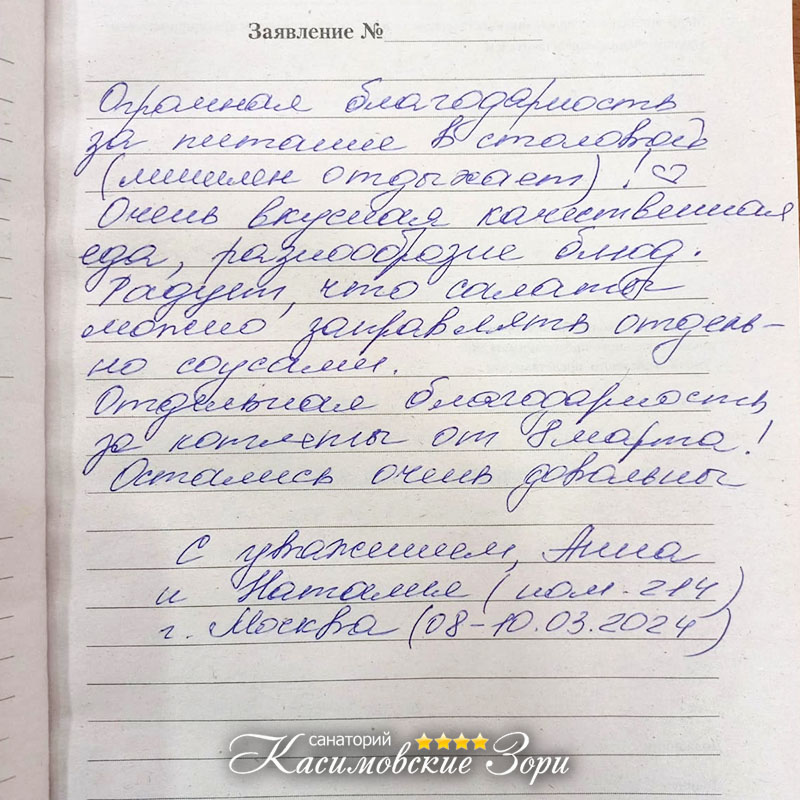 Заявление №
Огромная благодарность
за питание в столовой
(мишлен отдыхает)! ♡
Очень вкусная качественная
еда, разнообразие блюд.
Радует, что салаты
можно заправлять отдель-
но соусами.
Отдельная благодарность
за котлеты от 8 марта!
Остались очень довольны
С уважением, Анна
и Наталия (ном. 214)
г. Москва (08-10.03.2024)
санаторий
Касимовские Зори